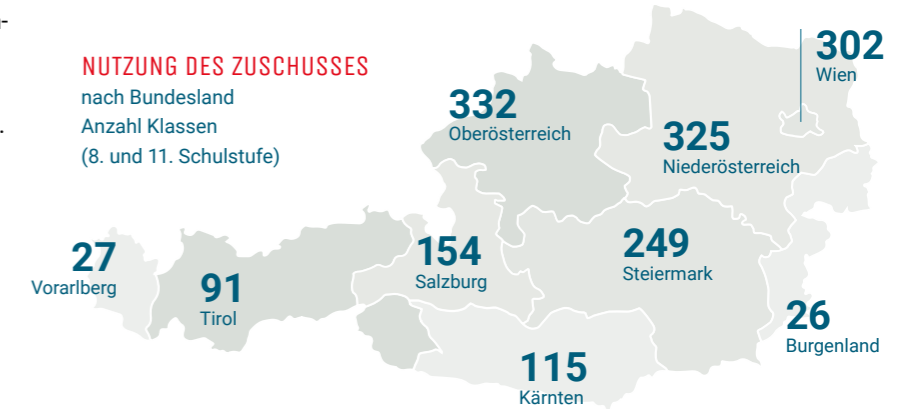 NUTZUNG DES ZUSCHUSSES
nach Bundesland
Anzahl Klassen
(8. und 11. Schulstufe)
302
Wien
332
Oberösterreich
325
Niederösterreich
27
Vorarlberg
91
Tirol
154
Salzburg
249
Steiermark
26
Burgenland
115
Kärnten